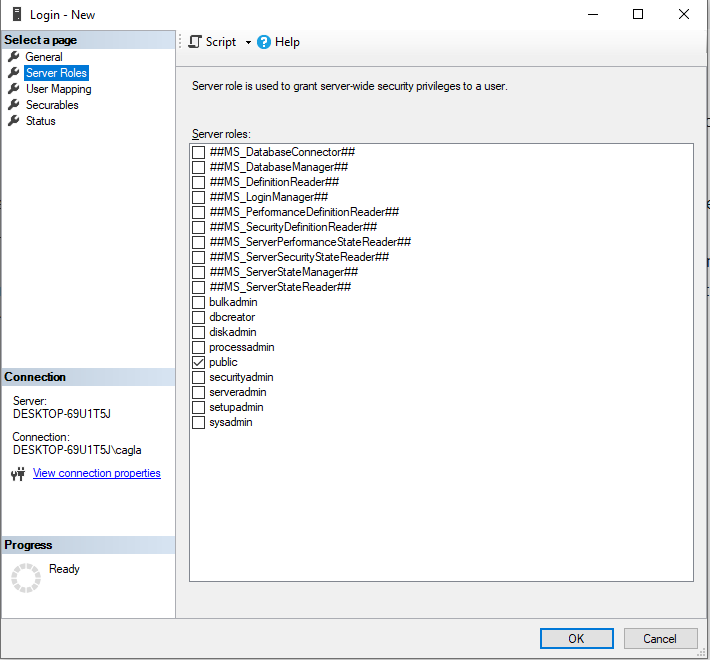 Login - New
Select a page
General
Server Roles
User Mapping
Securables
Status
Script
Help
Server role is used to grant server-wide security privileges to a user.
Server roles:
##MS_DatabaseConnector##
##MS_DatabaseManager##
##MS_DefinitionReader##
##MS_LoginManager##
##MS_PerformanceDefinitionReader##
##MS_SecurityDefinitionReader##
##MS_ServerPerformanceStateReader##
##MS_ServerSecurityStateReader##
##MS_ServerStateManager##
##MS_ServerStateReader##
bulkadmin
dbcreator
diskadmin
processadmin
public
securityadmin
serveradmin
setupadmin
sysadmin
Connection
Server:
DESKTOP-69U1T5J
Connection:
DESKTOP-69U1T5J\cagla
View connection properties
Progress
Ready
OK
Cancel